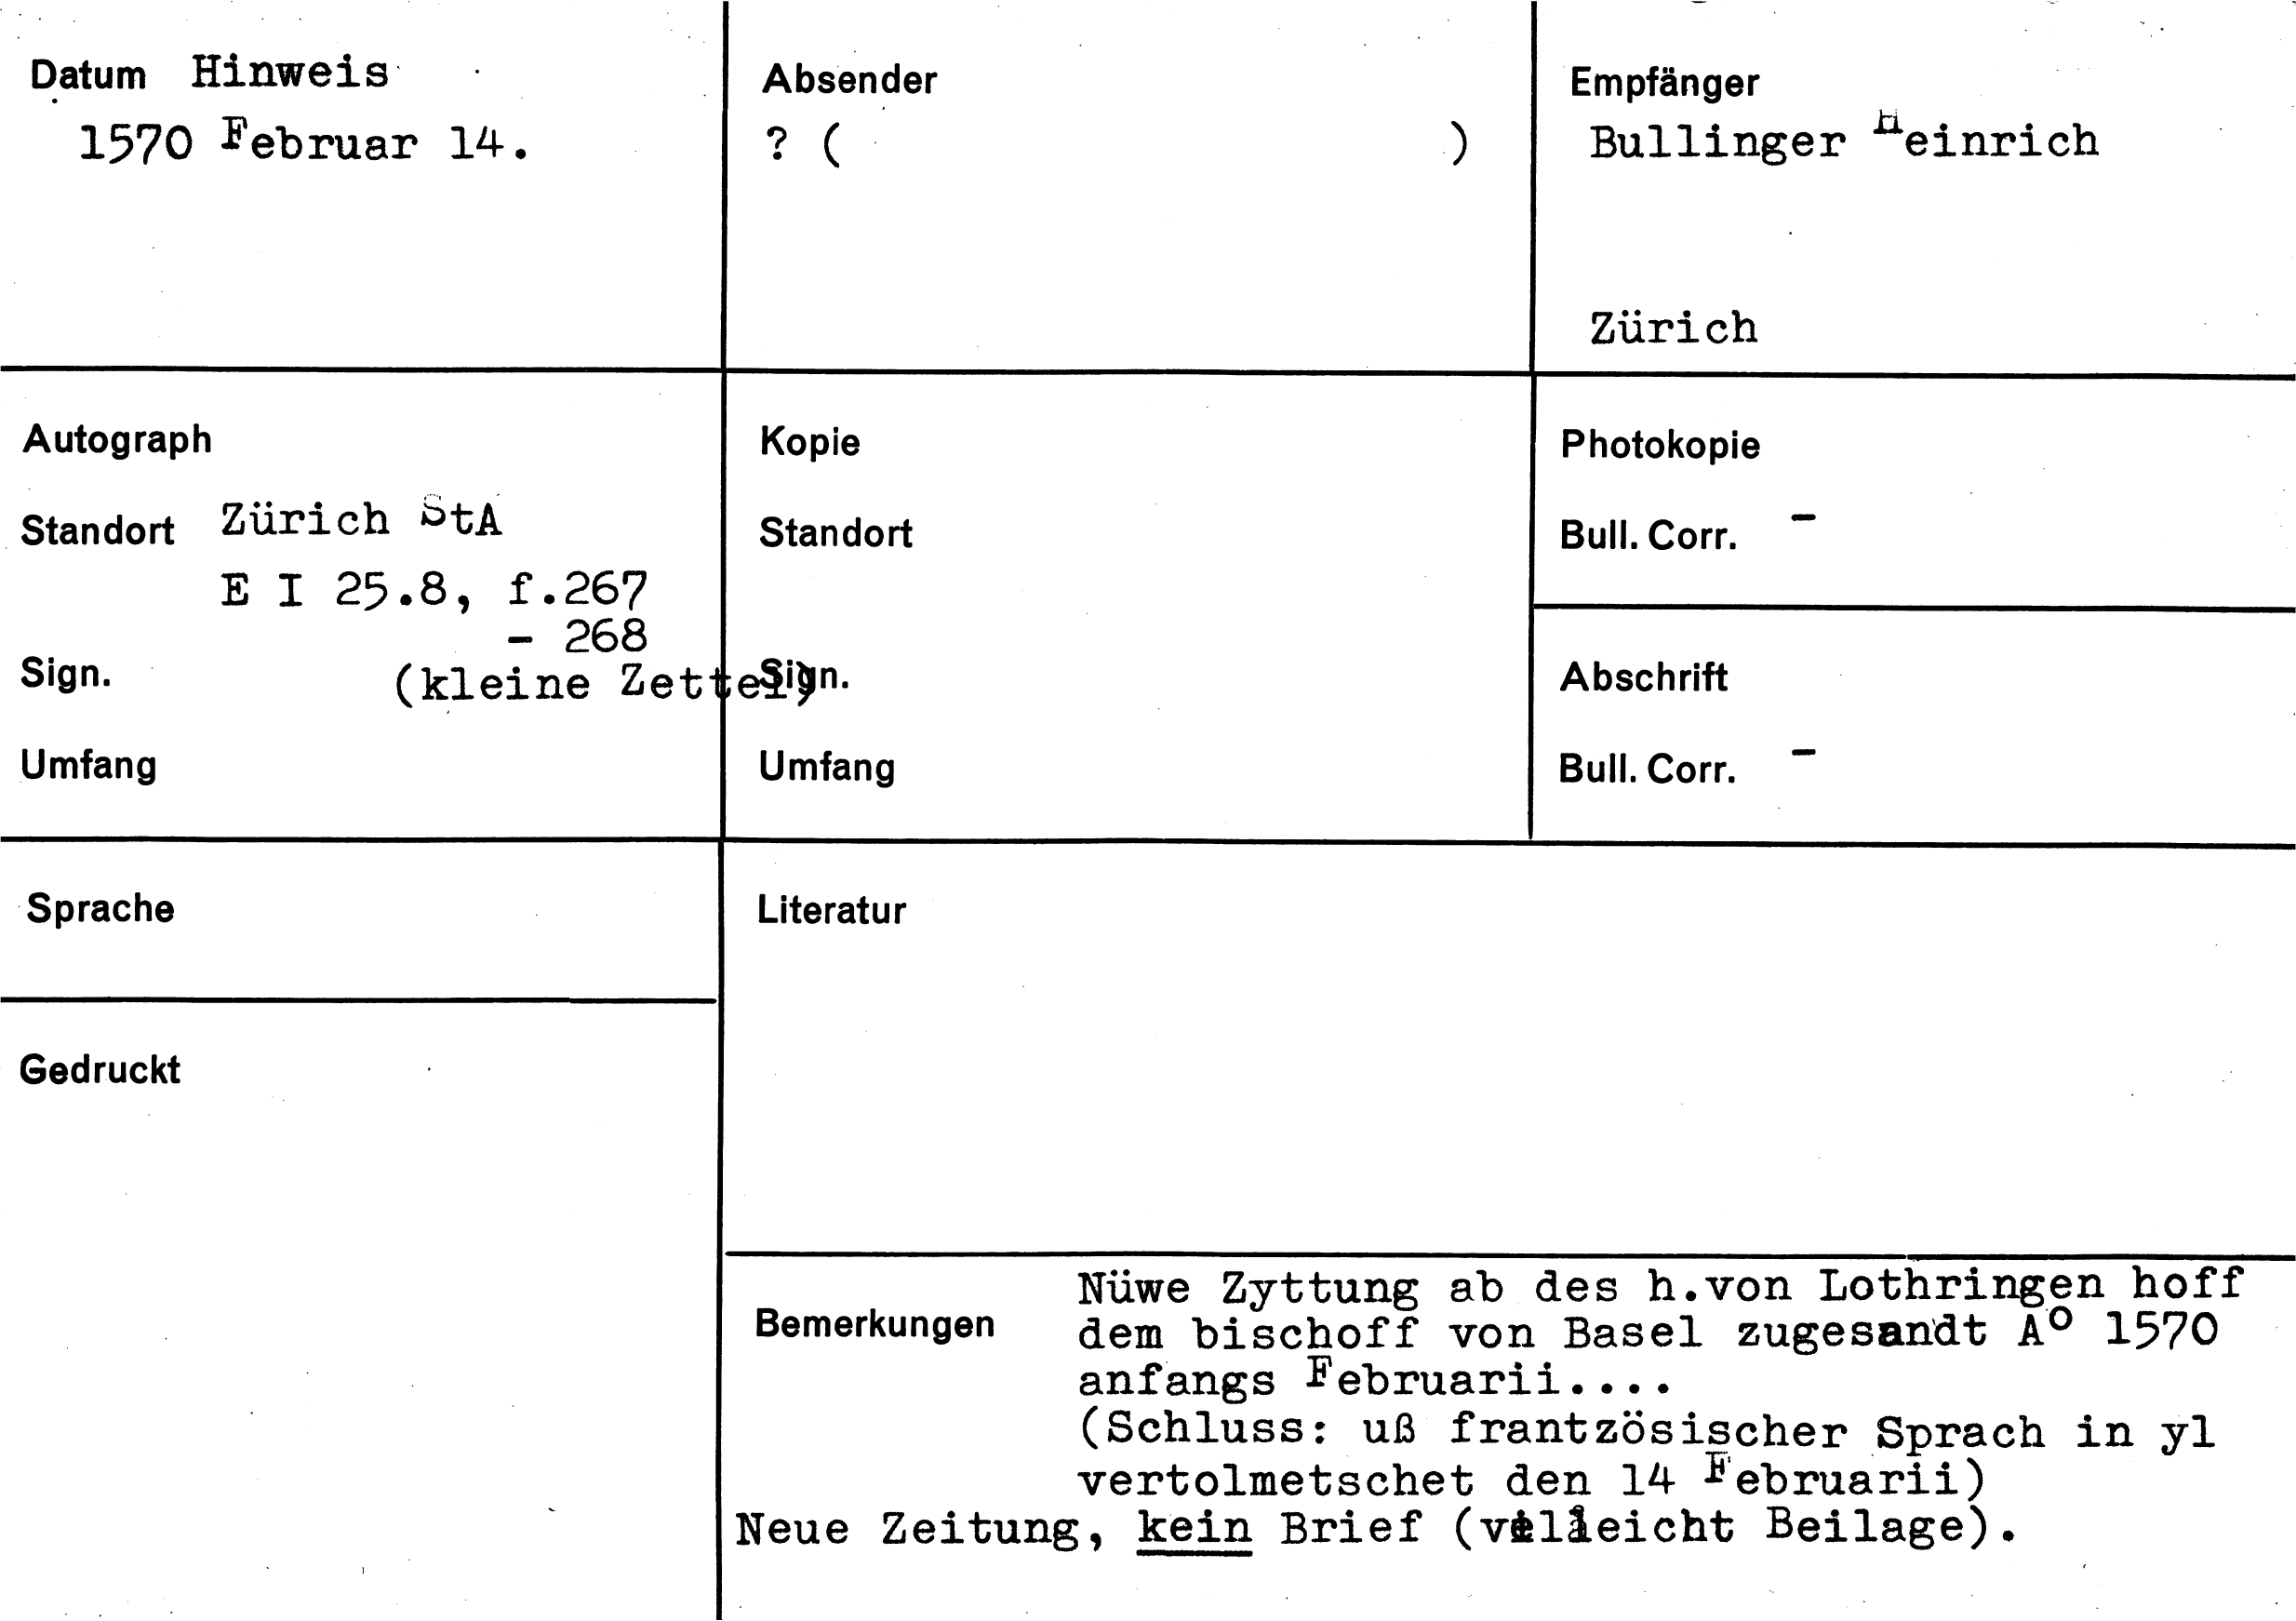 Datum Hinweis
1570 Februar 14.
Absender
? ( )
Empfänger
Bullinger Heinrich
Zürich
Autograph
Standort Zürich StA
E I 25.8, f.267
- 268
Sign. (kleine Zettel)
Umfang
Kopie
Standort
Sign.
Umfang
Photokopie
Bull. Corr. -
Abschrift
Bull. Corr. -
Sprache
Gedruckt
Literatur
Bemerkungen
Nüwe Zyttung ab des h.von Lothringen hoff
dem bischoff von Basel zugesandt A° 1570
anfangs Februarii....
(Schluss: uß frantzösischer Sprach in yl
vertolmetschet den 14 Februarii)
Neue Zeitung, kein Brief (villeicht Beilage).